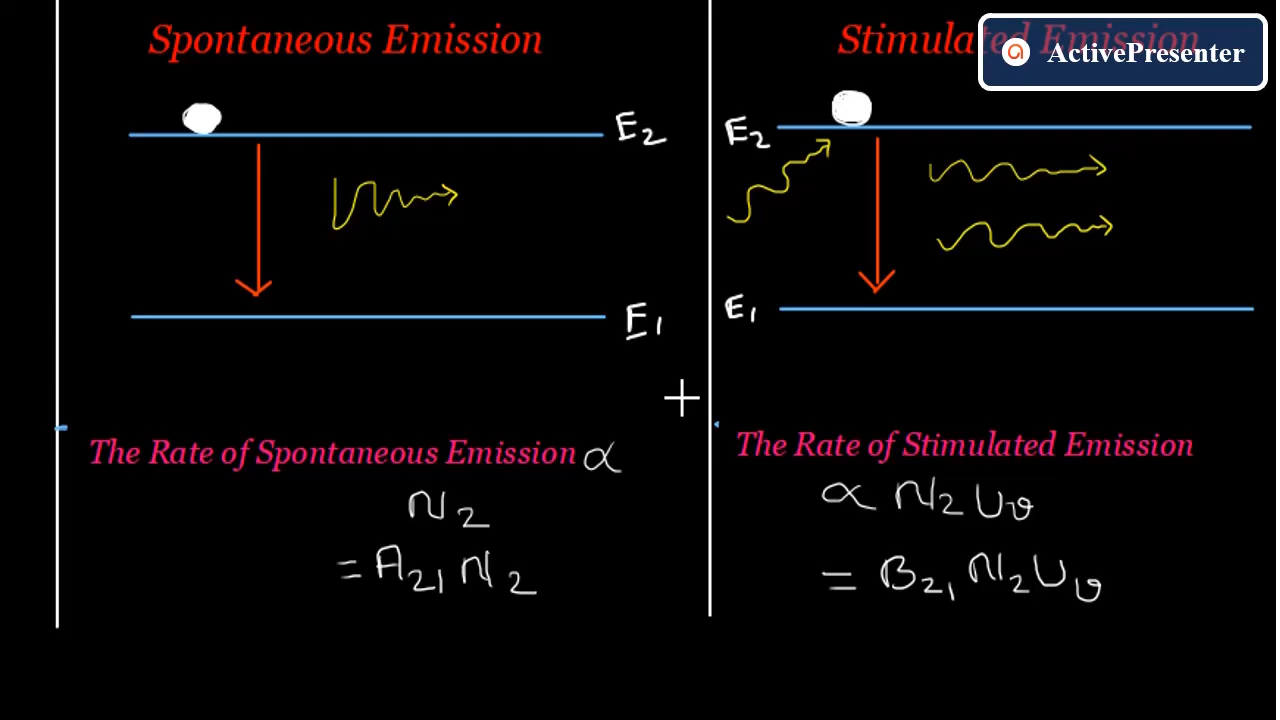 Spontaneous Emission
E2
E1
The Rate of Spontaneous Emission ∝
N2
= A21 N2
Stimulated Emission
ActivePresenter
E2
E1
The Rate of Stimulated Emission
∝ N2 Uϑ
= B21 N2 Uϑ